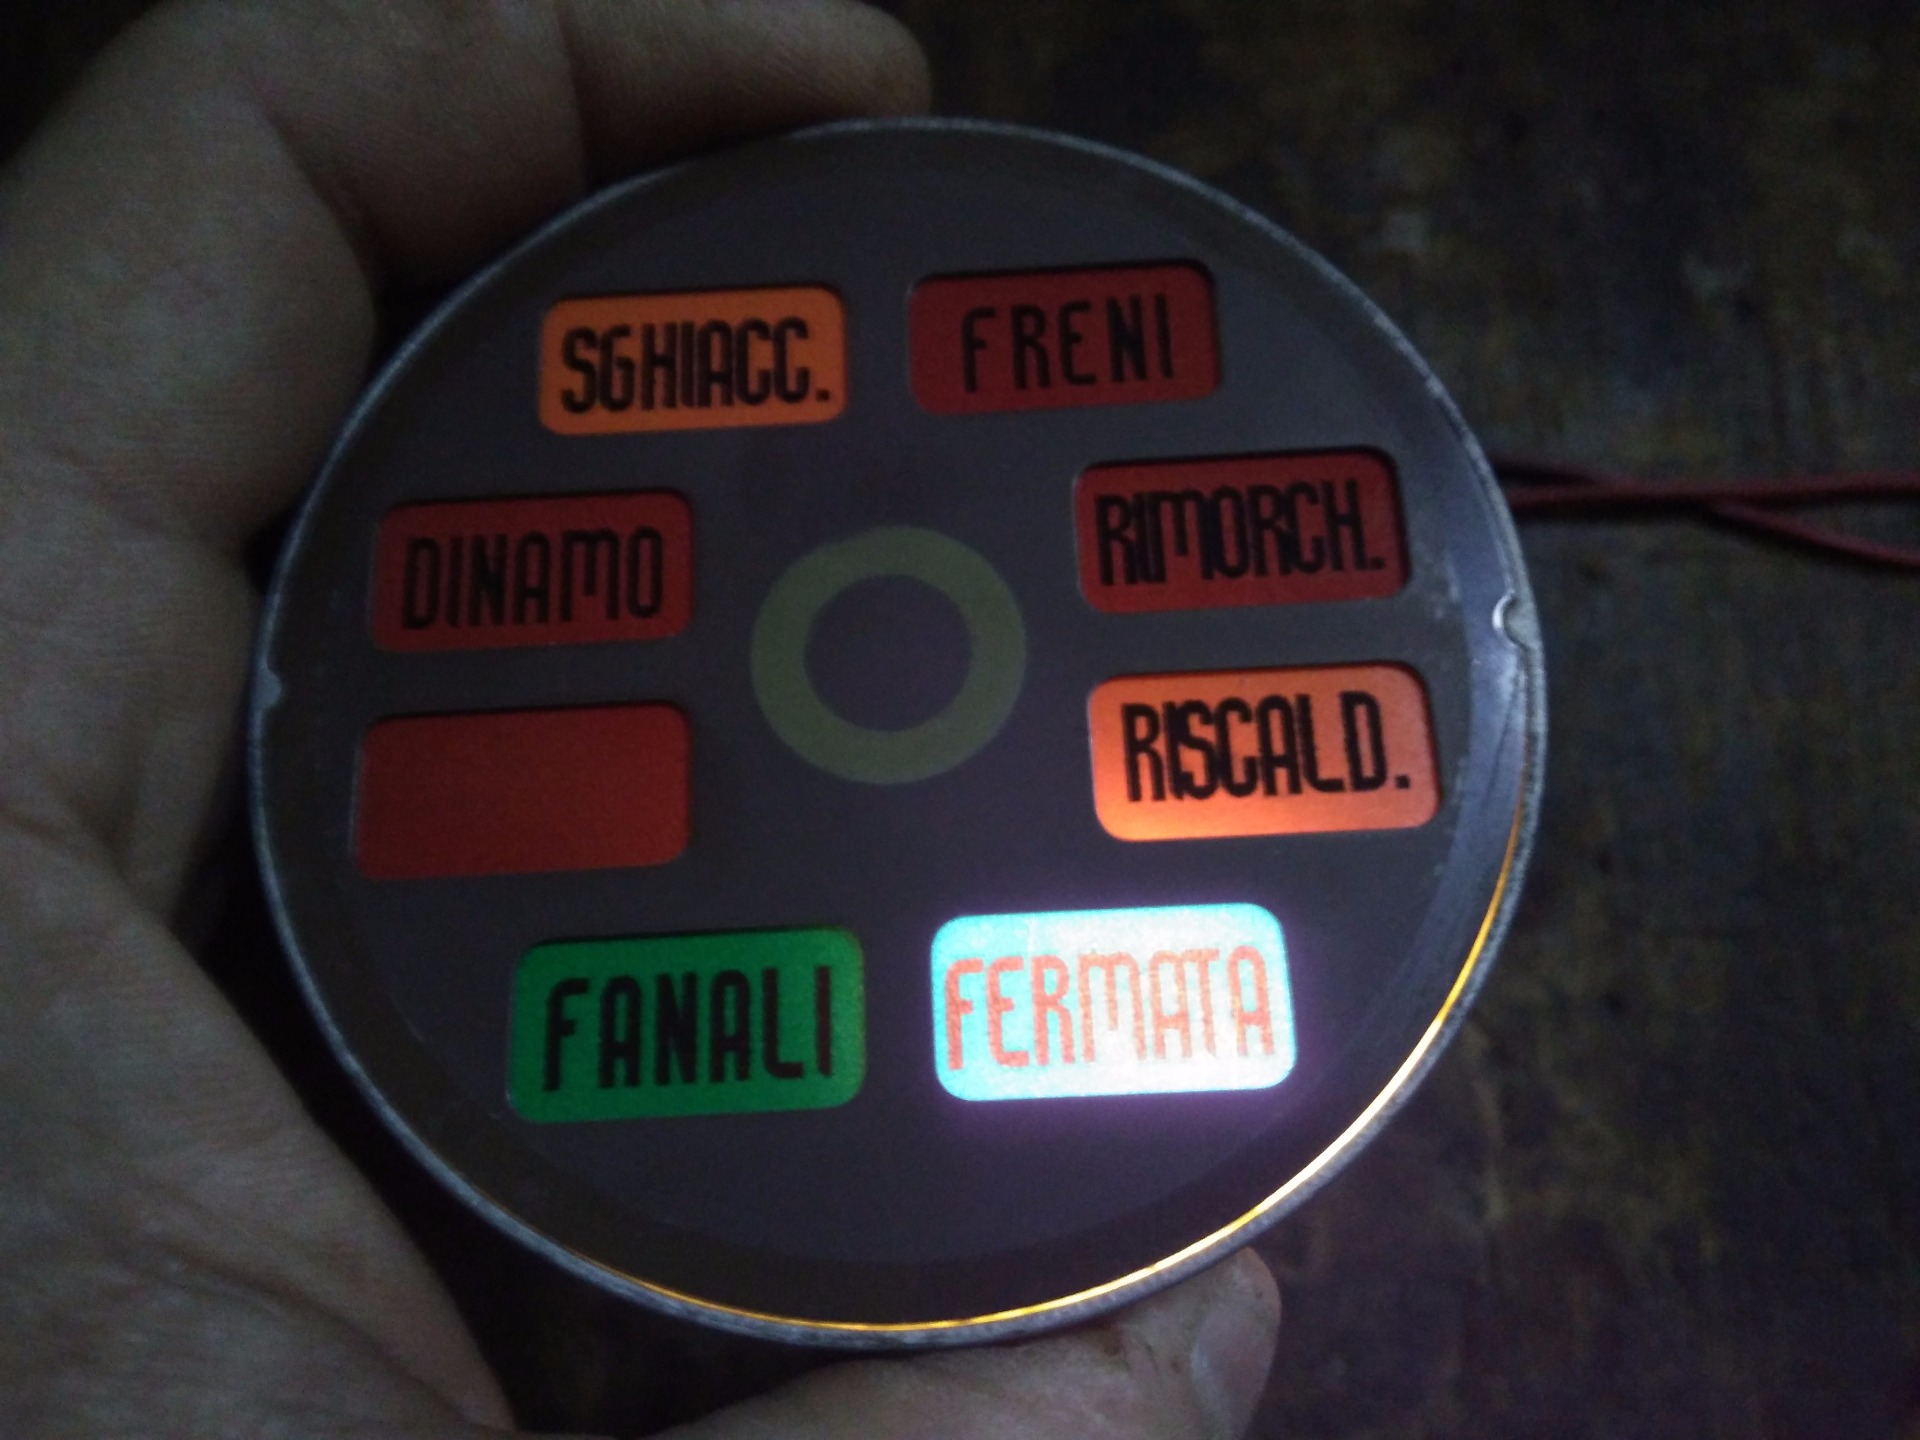 SGHIACC.
FRENI
DINAMO
RIMORCH.
RISCALD.
FANALI
FERMATA